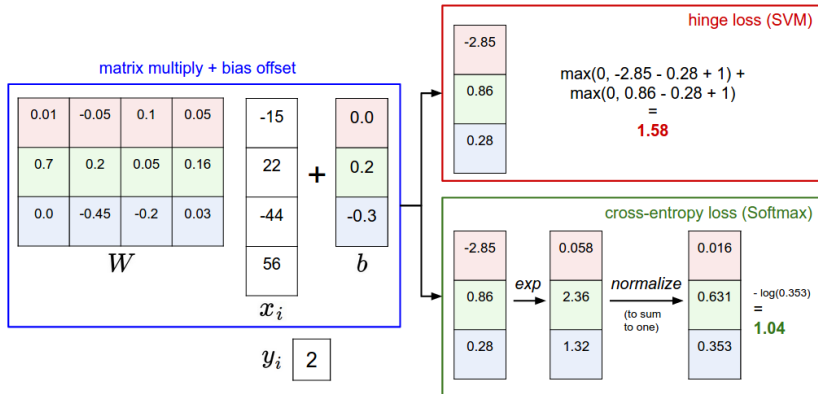 matrix multiply + bias offset
0.01 -0.05 0.1 0.05
0.7 0.2 0.05 0.16
0.0 -0.45 -0.2 0.03
W
-15
22
-44
56
x_i
+
0.0
0.2
-0.3
b
y_i 2
hinge loss (SVM)
-2.85
0.86
0.28
max(0, -2.85 - 0.28 + 1) +
max(0, 0.86 - 0.28 + 1)
=
1.58
cross-entropy loss (Softmax)
-2.85
0.86
0.28
exp
0.058
2.36
1.32
normalize
(to sum
to one)
0.016
0.631
0.353
- log(0.353)
=
1.04